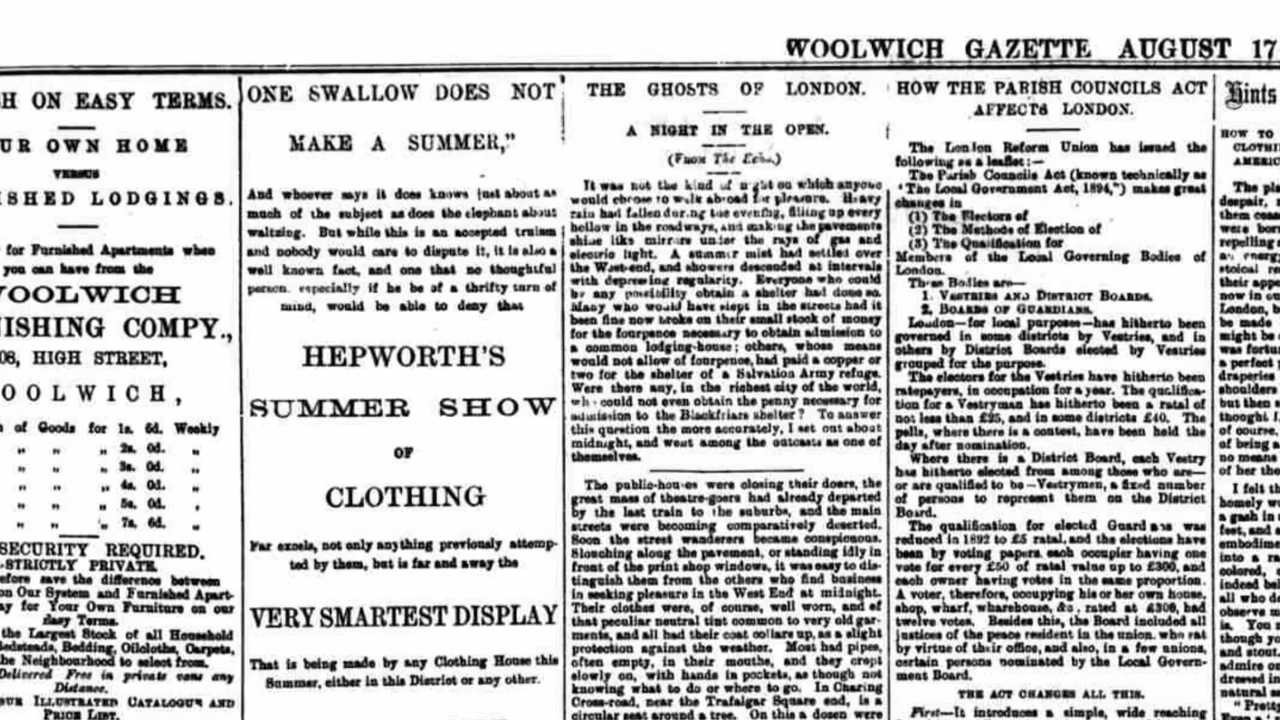 WOOLWICH GAZETTE AUGUST 17
H ON EASY TERMS.
UR OWN HOME
VERSUS
ISHED LODGINGS.
for Furnished Apartments when
you can have from the
WOOLWICH
NISHING COMPY.,
08, HIGH STREET,
OOLWICH,
of Goods for 1s. 6d. Weekly
" " " 2s. 0d. "
" " " 3s. 0d. "
" " " 4s. 0d. "
" " " 5s. 0d. "
" " " 7s. 6d. "
SECURITY REQUIRED.
STRICTLY PRIVATE.
efore save the difference between
on Our System and Furnished Apart-
ay for Your Own Furniture on our
Easy Terms.
the Largest Stock of all Household
Bedsteads, Bedding, Oilcloths, Carpets,
the Neighbourhood to select from.
Delivered Free in private vans any
Distance.
OUR ILLUSTRATED CATALOGUE AND
PRICE LIST.
ONE SWALLOW DOES NOT
MAKE A SUMMER,"
And whoever says it does knows just about as
much of the subject as does the elephant about
waltzing. But while this is an accepted truism
and nobody would care to dispute it, it is also a
well known fact, and one that no thoughtful
person, especially if he be of a thrifty turn of
mind, would be able to deny that
HEPWORTH'S
SUMMER SHOW
OF
CLOTHING
Far excels, not only anything previously attemp-
ted by them, but is far and away the
VERY SMARTEST DISPLAY
That is being made by any Clothing House this
Summer, either in this District or any other.
THE GHOSTS OF LONDON.
A NIGHT IN THE OPEN.
(From The Echo.)
It was not the kind of night on which anyone
would choose to walk abroad for pleasure. Heavy
rain had fallen during the evening, filling up every
hollow in the roadways, and making the pavements
shine like mirrors under the rays of gas and
electric light. A summer mist had settled over
the West-end, and showers descended at intervals
with depressing regularity. Everyone who could
by any possibility obtain a shelter had done so.
Many who would have slept in the streets had it
been fine now broke on their small stock of money
for the fourpence necessary to obtain admission to
a common lodging-house; others, whose means
would not allow of fourpence, had paid a copper or
two for the shelter of a Salvation Army refuge.
Were there any, in the richest city of the world,
who could not even obtain the penny necessary for
admission to the Blackfriars shelter? To answer
this question the more accurately, I set out about
midnight, and went among the outcasts as one of
themselves.
The public-houses were closing their doors, the
great mass of theatre-goers had already departed
by the last train to the suburbs, and the main
streets were becoming comparatively deserted.
Soon the street wanderers became conspicuous.
Slouching along the pavement, or standing idly in
front of the print shop windows, it was easy to dis-
tinguish them from the others who find business
in seeking pleasure in the West End at midnight.
Their clothes were, of course, well worn, and of
that peculiar neutral tint common to very old gar-
ments, and all had their coat collars up, as a slight
protection against the weather. Most had pipes,
often empty, in their mouths, and they crept
slowly on, with hands in pockets, as though not
knowing what to do or where to go. In Charing
Cross-road, near the Trafalgar Square end, is a
circular seat around a tree. On this a dozen were
HOW THE PARISH COUNCILS ACT
AFFECTS LONDON.
The London Reform Union has issued the
following as a leaflet:—
The Parish Councils Act (known technically as
"The Local Government Act, 1894,") makes great
changes in
(1) The Electors of
(2) The Methods of Election of
(3) The Qualification for
Members of the Local Governing Bodies of
London.
These Bodies are—
1. VESTRIES AND DISTRICT BOARDS.
2. BOARDS OF GUARDIANS.
London—for local purposes—has hitherto been
governed in some districts by Vestries, and in
others by District Boards elected by Vestries
grouped for the purpose.
The electors for the Vestries have hitherto been
ratepayers, in occupation for a year. The qualifica-
tion for a Vestryman has hitherto been a ratal of
not less than £25, and in some districts £40. The
polls, where there is a contest, have been held the
day after nomination.
Where there is a District Board, each Vestry
has hitherto elected from among those who are—
or are qualified to be—Vestrymen, a fixed number
of persons to represent them on the District
Board.
The qualification for elected Guardians was
reduced in 1892 to £5 ratal, and the elections have
been by voting papers, each occupier having one
vote for every £50 of ratal value up to £300, and
each owner having votes in the same proportion.
A voter, therefore, occupying his or her own house,
shop, wharf, wharehouse, &c., rated at £300, had
twelve votes. Besides this, the Board included all
justices of the peace resident in the union, who sat
by virtue of their office, and also, in a few unions,
certain persons nominated by the Local Govern-
ment Board.
THE ACT CHANGES ALL THIS.
First—It introduces a simple, wide reaching
Hints
HOW TO
CLOTHI
AMERIC
The pla
despair,
them coa
were bor
repelling
as energ
stoical re
their app
now in co
London, b
be made
might be
was fortu
a perfect
draperies
shoulders
but then
thought I
of course,
of being a
no means
of her the
I felt th
homely w
a gash in
feet, and
embodime
into a ra
colored,
indeed bei
all who d
observe n
is. You
though yo
and stout.
admire or
dressed in
natural s
"Prett